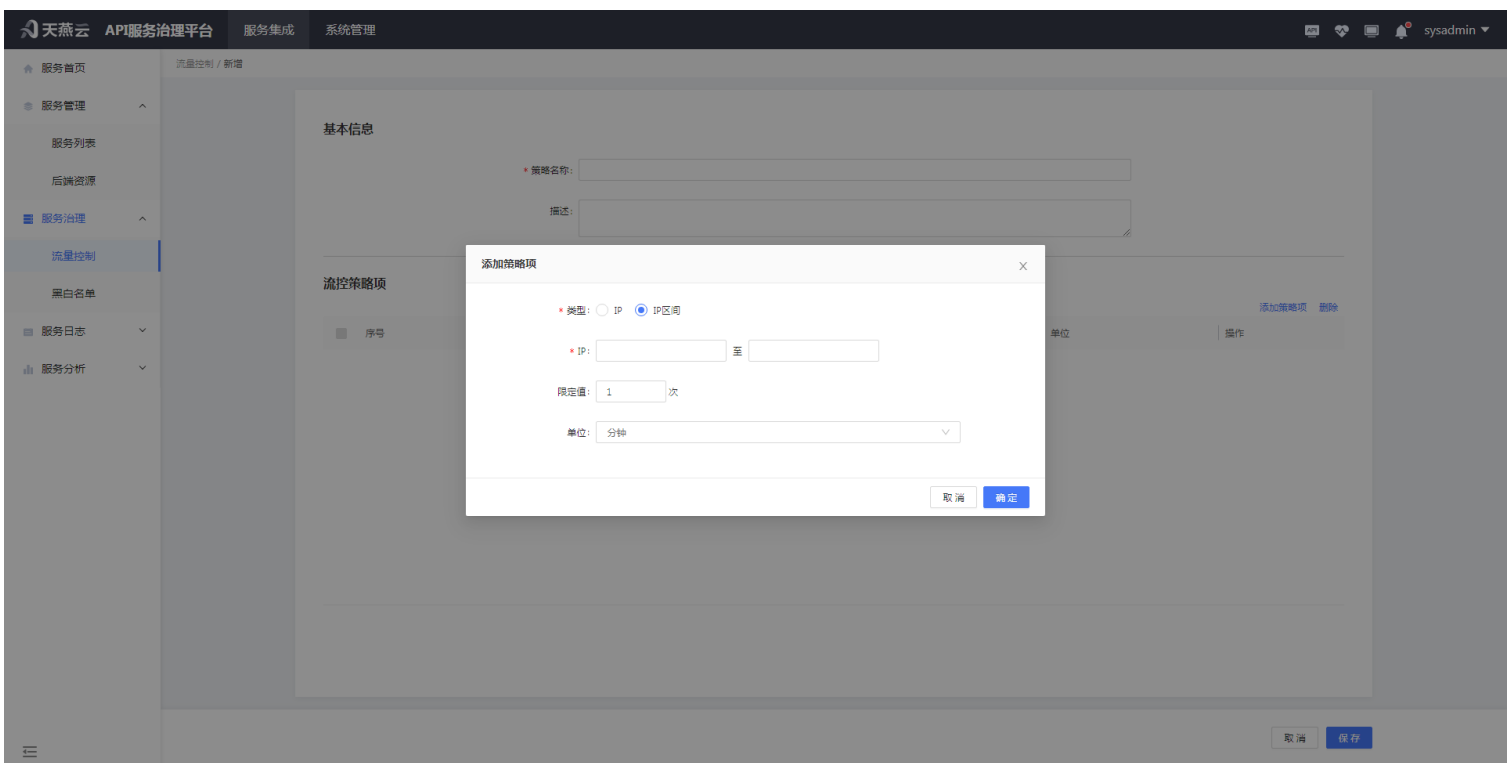 天燕云 API服务治理平台 服务集成 系统管理 API sysadmin
服务首页
流量控制 / 新增
服务管理
服务列表
后端资源
服务治理
流量控制
黑白名单
服务日志
服务分析
基本信息
* 策略名称:
描述:
流控策略项
添加策略项 删除
序号 单位 操作
添加策略项
* 类型: IP IP区间
* IP: 至
限定值: 1 次
单位: 分钟
取消 确定
取消 保存